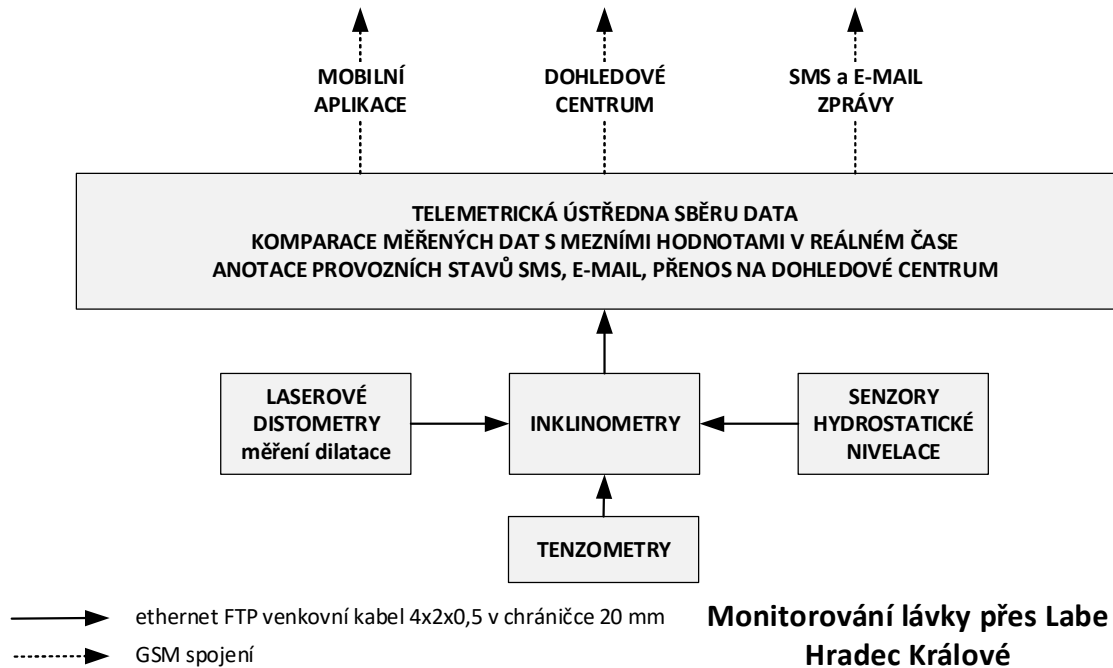 MOBILNÍ
APLIKACE
DOHLEDOVÉ
CENTRUM
SMS a E-MAIL
ZPRÁVY
TELEMETRICKÁ ÚSTŘEDNA SBĚRU DATA
KOMPARACE MĚŘENÝCH DAT S MEZNÍMI HODNOTAMI V REÁLNÉM ČASE
ANOTACE PROVOZNÍCH STAVŮ SMS, E-MAIL, PŘENOS NA DOHLEDOVÉ CENTRUM
LASEROVÉ
DISTOMETRY
měření dilatace
INKLINOMETRY
SENZORY
HYDROSTATICKÉ
NIVELACE
TENZOMETRY
ethernet FTP venkovní kabel 4x2x0,5 v chráničce 20 mm
GSM spojení
Monitorování lávky přes Labe
Hradec Králové